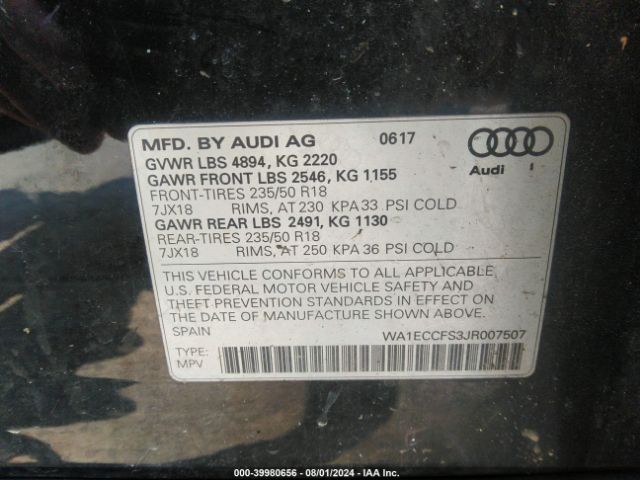 MFD. BY AUDI AG 0617
GVWR LBS 4894, KG 2220
GAWR FRONT LBS 2546, KG 1155
FRONT-TIRES 235/50 R18
7JX18 RIMS, AT 230 KPA 33 PSI COLD
GAWR REAR LBS 2491, KG 1130
REAR-TIRES 235/50 R18
7JX18 RIMS, AT 250 KPA 36 PSI COLD
Audi
THIS VEHICLE CONFORMS TO ALL APPLICABLE
U.S. FEDERAL MOTOR VEHICLE SAFETY AND
THEFT PREVENTION STANDARDS IN EFFECT ON
THE DATE OF MANUFACTURE SHOWN ABOVE.
SPAIN WA1ECCFS3JR007507
TYPE:
MPV
000-39980656 - 08/01/2024 - IAA Inc.